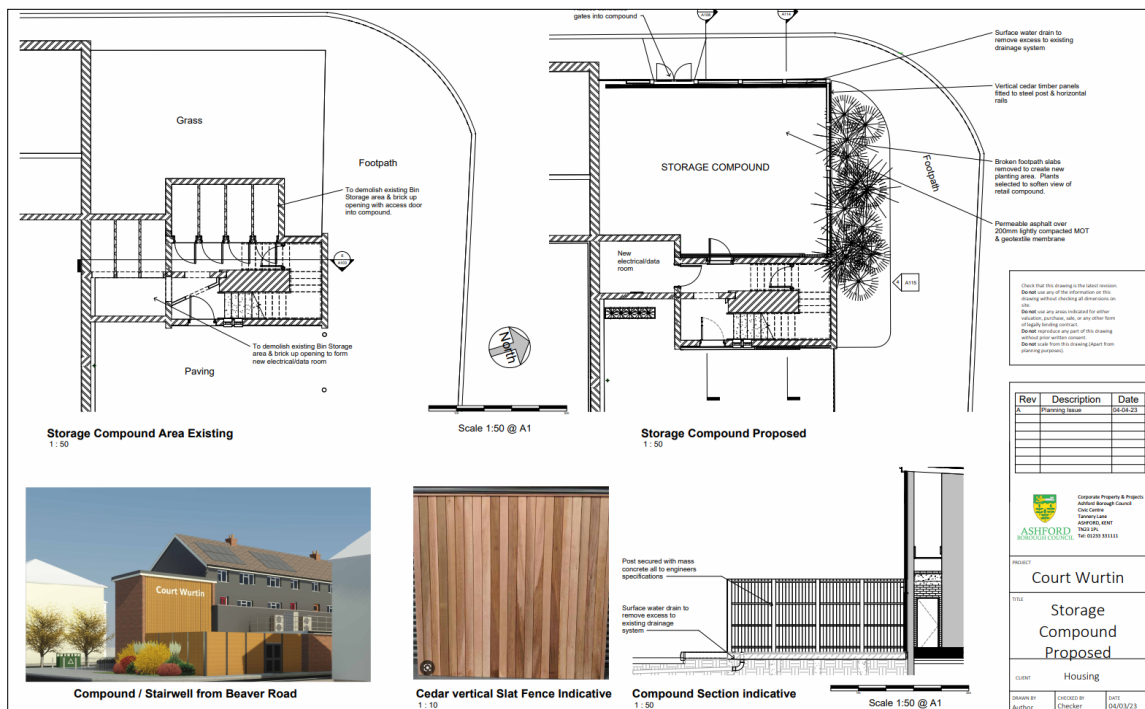 gates into compound
A108
A114
Surface water drain to
remove excess to existing
drainage system
Vertical cedar timber panels
fitted to steel post & horizontal
rails
Grass
Footpath
STORAGE COMPOUND
Footpath
To demolish existing Bin
Storage area & brick up
opening with access door
into compound.
Broken footpath slabs
removed to create new
planting area. Plants
selected to soften view of
retail compound.
Permeable asphalt over
200mm lightly compacted MOT
& geotextile membrane
New
electrical/data
room
A115
To demolish existing Bin Storage
area & brick up opening to form
new electrical/data room
Paving
North
Scale 1:50 @ A1
Storage Compound Area Existing
1 : 50
Storage Compound Proposed
1 : 50
Check that this drawing is the latest revision.
Do not use any of the information on this
drawing without checking all dimensions on
site.
Do not use any areas indicated for either
valuation, purchase, sale, or any other form
of legally binding contract.
Do not reproduce any part of this drawing
without prior written consent.
Do not scale from this drawing (Apart from
planning purposes).
Rev Description Date
A Planning Issue 04-04-23
ASHFORD
BOROUGH COUNCIL
Corporate Property & Projects
Ashford Borough Council
Civic Centre
Tannery Lane
ASHFORD, KENT
TN23 1PL
Tel: 01233 331111
PROJECT
Court Wurtin
TITLE
Storage
Compound
Proposed
CLIENT Housing
DRAWN BY
Author
CHECKED BY
Checker
DATE
04/03/23
Court Wurtin
Compound / Stairwell from Beaver Road
Cedar vertical Slat Fence Indicative
1 : 10
Post secured with mass
concrete all to engineers
specifications
Surface water drain to
remove excess to
existing drainage
system
Compound Section indicative
1 : 50
Scale 1:50 @ A1